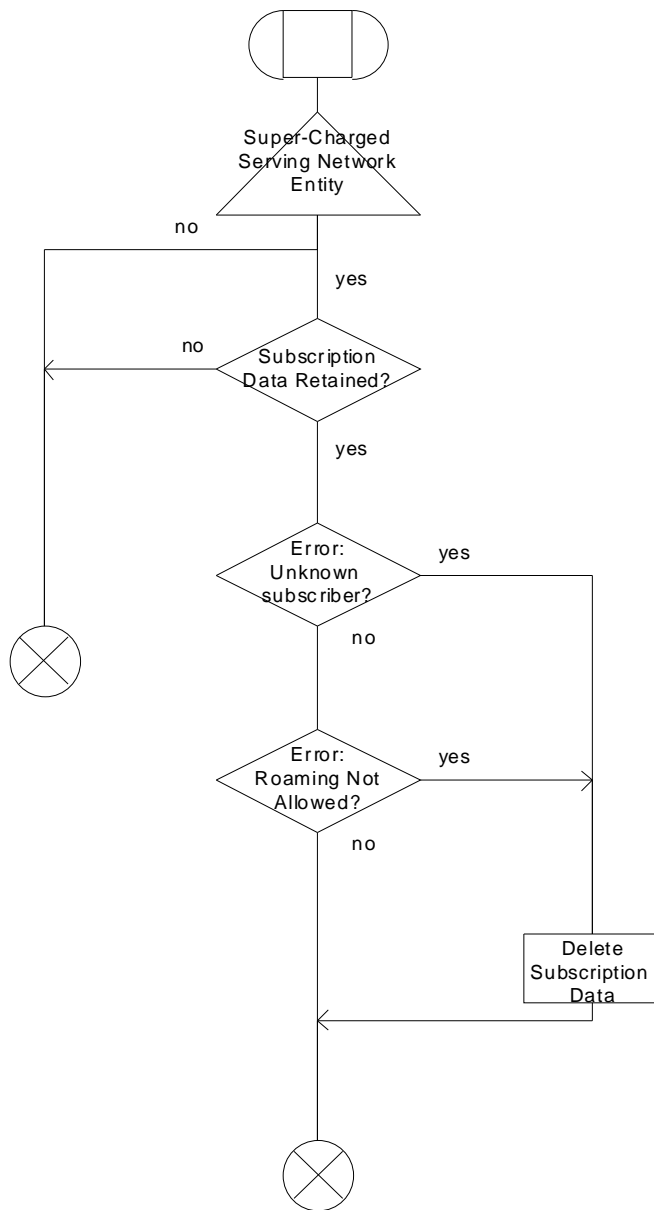 Super-Charged
Serving Network
Entity
no
yes
no
Subscription
Data Retained?
yes
Error:
Unknown
subscriber?
yes
no
Error:
Roaming Not
Allowed?
yes
no
Delete
Subscription
Data